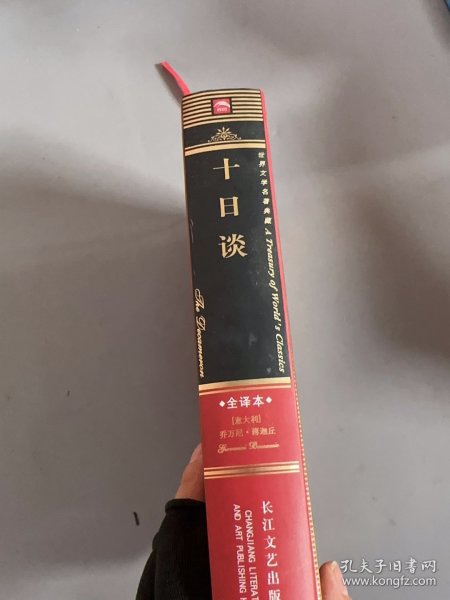 十日谈
The Decameron
世界文学名著典藏 A Treasury of World's Classics
全译本
[意大利]
乔万尼·薄迦丘
Giovanni Boccaccio
长江文艺出版
CHANGJIANG LITERAT
AND ART PUBLISHING H
孔夫子旧书网
www.kongfz.com